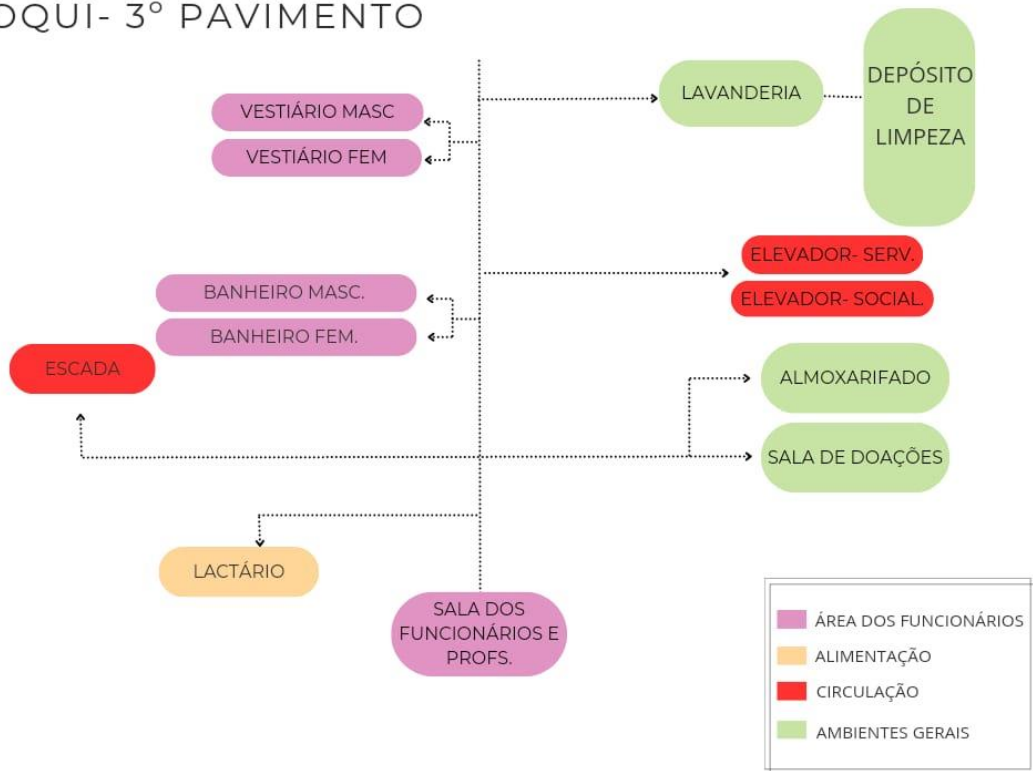 OQUI- 3º PAVIMENTO
LAVANDERIA
DEPÓSITO
DE
LIMPEZA
VESTIÁRIO MASC
VESTIÁRIO FEM
ELEVADOR- SERV.
ELEVADOR- SOCIAL.
BANHEIRO MASC.
BANHEIRO FEM.
ESCADA
ALMOXARIFADO
SALA DE DOAÇÕES
LACTÁRIO
SALA DOS
FUNCIONÁRIOS E
PROFS.
ÁREA DOS FUNCIONÁRIOS
ALIMENTAÇÃO
CIRCULAÇÃO
AMBIENTES GERAIS